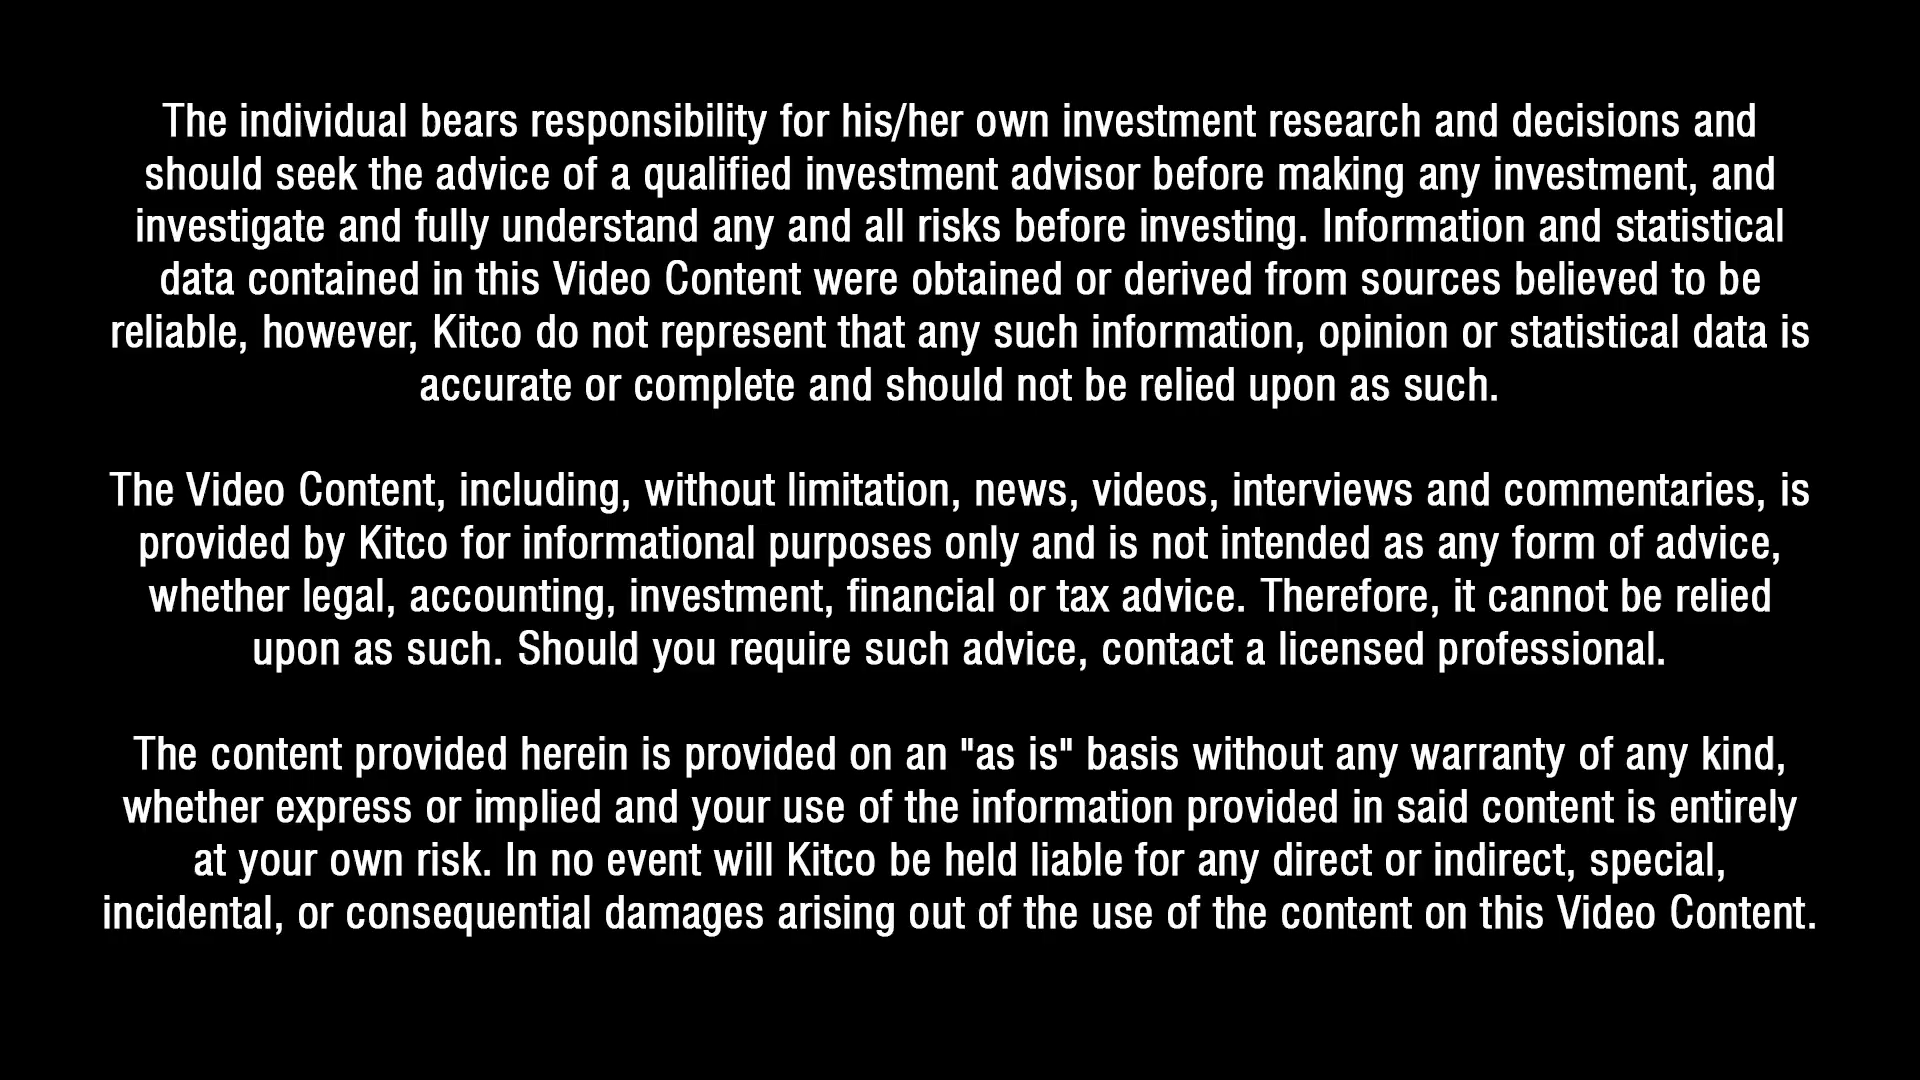 The individual bears responsibility for his/her own investment research and decisions and
should seek the advice of a qualified investment advisor before making any investment, and
investigate and fully understand any and all risks before investing. Information and statistical
data contained in this Video Content were obtained or derived from sources believed to be
reliable, however, Kitco do not represent that any such information, opinion or statistical data is
accurate or complete and should not be relied upon as such.
The Video Content, including, without limitation, news, videos, interviews and commentaries, is
provided by Kitco for informational purposes only and is not intended as any form of advice,
whether legal, accounting, investment, financial or tax advice. Therefore, it cannot be relied
upon as such. Should you require such advice, contact a licensed professional.
The content provided herein is provided on an "as is" basis without any warranty of any kind,
whether express or implied and your use of the information provided in said content is entirely
at your own risk. In no event will Kitco be held liable for any direct or indirect, special,
incidental, or consequential damages arising out of the use of the content on this Video Content.